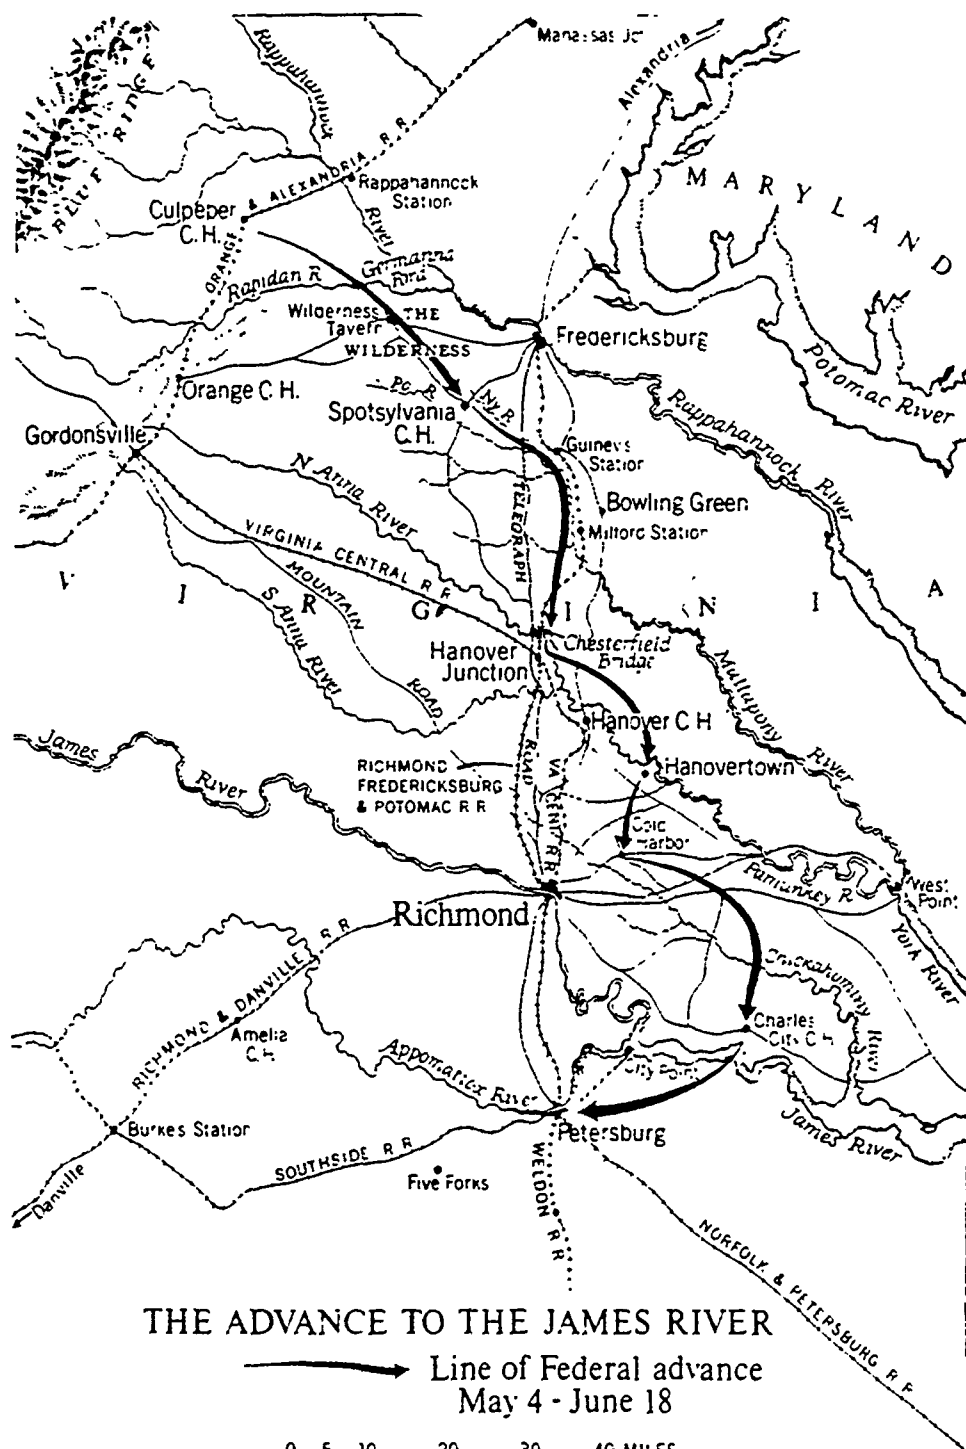 Manassas Jc
Alexandria
Rappahannock
River
BLUE RIDGE
MARYLAND
ORANGE & ALEXANDRIA R R
Rappahannock
Station
Culpeper
C.H.
Rapidan R
Germanna
Ford
Wilderness
Tavern
THE
WILDERNESS
Fredericksburg
Potomac River
Orange C.H.
Po R
Ny R
Spotsylvania
C.H.
Rappahannock River
Gordonsville
Guiney's
Station
N Anna River
TELEGRAPH
ROAD
Bowling Green
Milford Station
VIRGINIA CENTRAL R R
MOUNTAIN
ROAD
VIRGINIA
S Anna River
Chesterfield
Bridge
Hanover
Junction
Mattapony
River
Hanover C H
James
River
RICHMOND
FREDERICKSBURG
& POTOMAC R R
VA CENT R R
Hanovertown
Cold
Harbor
Pamunkey R
West
Point
Richmond
York River
Chickahominy
River
RICHMOND & DANVILLE R R
Amelia
C.H.
Charles
City C.H.
Appomattox River
City Point
James River
Petersburg
Burkes Station
SOUTHSIDE R R
Five Forks
Danville
WELDON R R
NORFOLK & PETERSBURG R R
THE ADVANCE TO THE JAMES RIVER
Line of Federal advance
May 4 - June 18
0 5 10 20 30 40 MILES